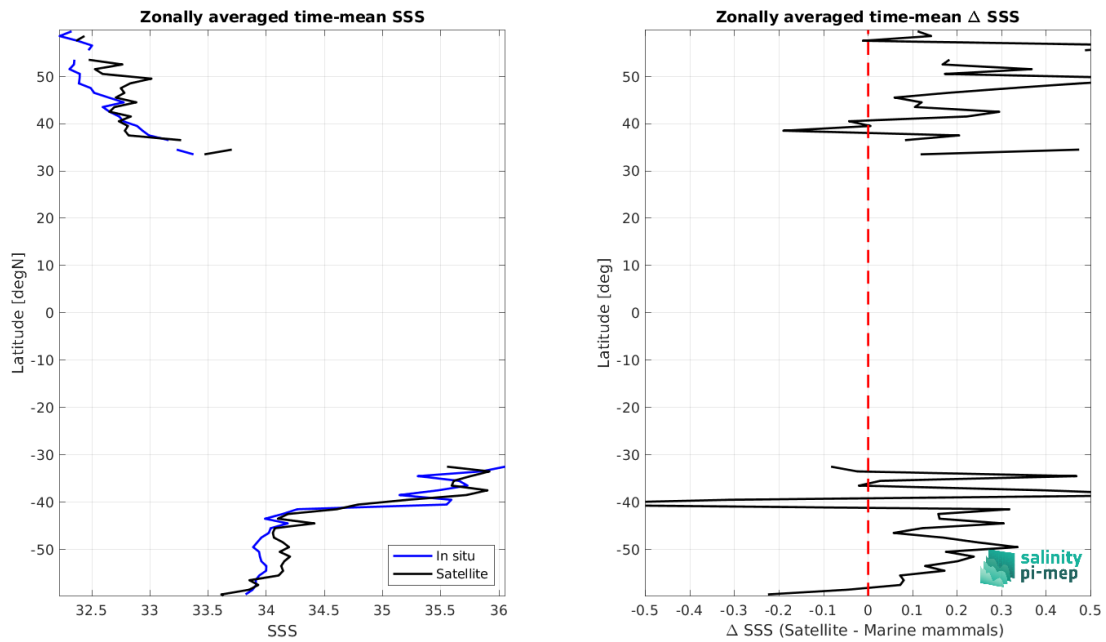 Zonally averaged time-mean SSS
50
40
30
20
10
0
-10
-20
-30
-40
-50
Latitude [degN]
32.5 33 33.5 34 34.5 35 35.5 36
SSS
In situ
Satellite
Zonally averaged time-mean Δ SSS
50
40
30
20
10
0
-10
-20
-30
-40
-50
Latitude [deg]
-0.5 -0.4 -0.3 -0.2 -0.1 0 0.1 0.2 0.3 0.4 0.5
Δ SSS (Satellite - Marine mammals)
salinity
pi-mep